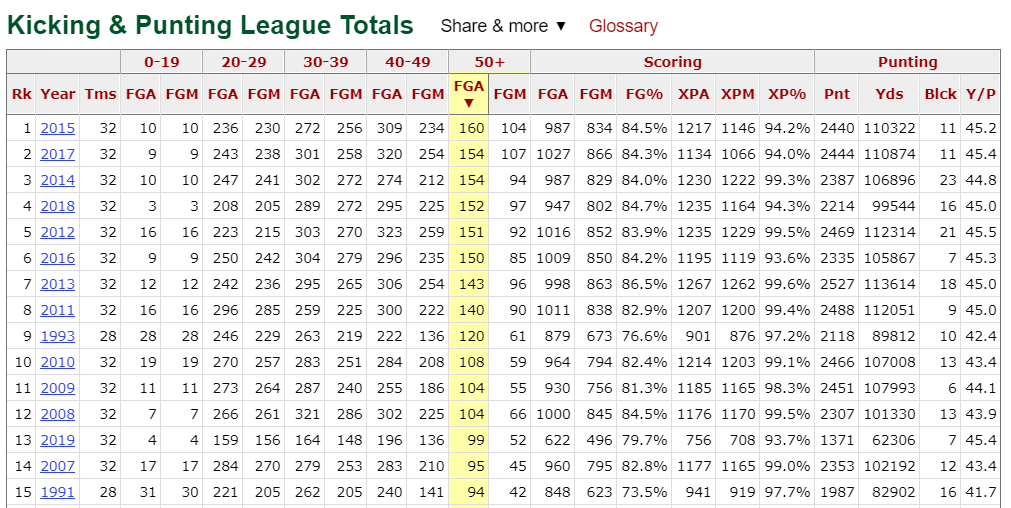 Kicking & Punting League Totals Share & more ▼ Glossary
0-19 20-29 30-39 40-49 50+ Scoring Punting
Rk Year Tms FGA FGM FGA FGM FGA FGM FGA FGM FGA ▼ FGM FGA FGM FG% XPA XPM XP% Pnt Yds Blck Y/P
1 2015 32 10 10 236 230 272 256 309 234 160 104 987 834 84.5% 1217 1146 94.2% 2440 110322 11 45.2
2 2017 32 9 9 243 238 301 258 320 254 154 107 1027 866 84.3% 1134 1066 94.0% 2444 110874 11 45.4
3 2014 32 10 10 247 241 302 272 274 212 154 94 987 829 84.0% 1230 1222 99.3% 2387 106896 23 44.8
4 2018 32 3 3 208 205 289 272 295 225 152 97 947 802 84.7% 1235 1164 94.3% 2214 99544 16 45.0
5 2012 32 16 16 223 215 303 270 323 259 151 92 1016 852 83.9% 1235 1229 99.5% 2469 112314 21 45.5
6 2016 32 9 9 250 242 304 279 296 235 150 85 1009 850 84.2% 1195 1119 93.6% 2335 105867 7 45.3
7 2013 32 12 12 242 236 295 265 306 254 143 96 998 863 86.5% 1267 1262 99.6% 2527 113614 18 45.0
8 2011 32 16 16 296 285 259 225 300 222 140 90 1011 838 82.9% 1207 1200 99.4% 2488 112051 9 45.0
9 1993 28 28 28 246 229 263 219 222 136 120 61 879 673 76.6% 901 876 97.2% 2118 89812 10 42.4
10 2010 32 19 19 270 257 283 251 284 208 108 59 964 794 82.4% 1214 1203 99.1% 2466 107008 13 43.4
11 2009 32 11 11 273 264 287 240 255 186 104 55 930 756 81.3% 1185 1165 98.3% 2451 107993 6 44.1
12 2008 32 7 7 266 261 321 286 302 225 104 66 1000 845 84.5% 1176 1170 99.5% 2307 101330 13 43.9
13 2019 32 4 4 159 156 164 148 196 136 99 52 622 496 79.7% 756 708 93.7% 1371 62306 7 45.4
14 2007 32 17 17 284 270 279 253 283 210 95 45 960 795 82.8% 1177 1165 99.0% 2353 102192 12 43.4
15 1991 28 31 30 221 205 262 205 240 141 94 42 848 623 73.5% 941 919 97.7% 1987 82902 16 41.7